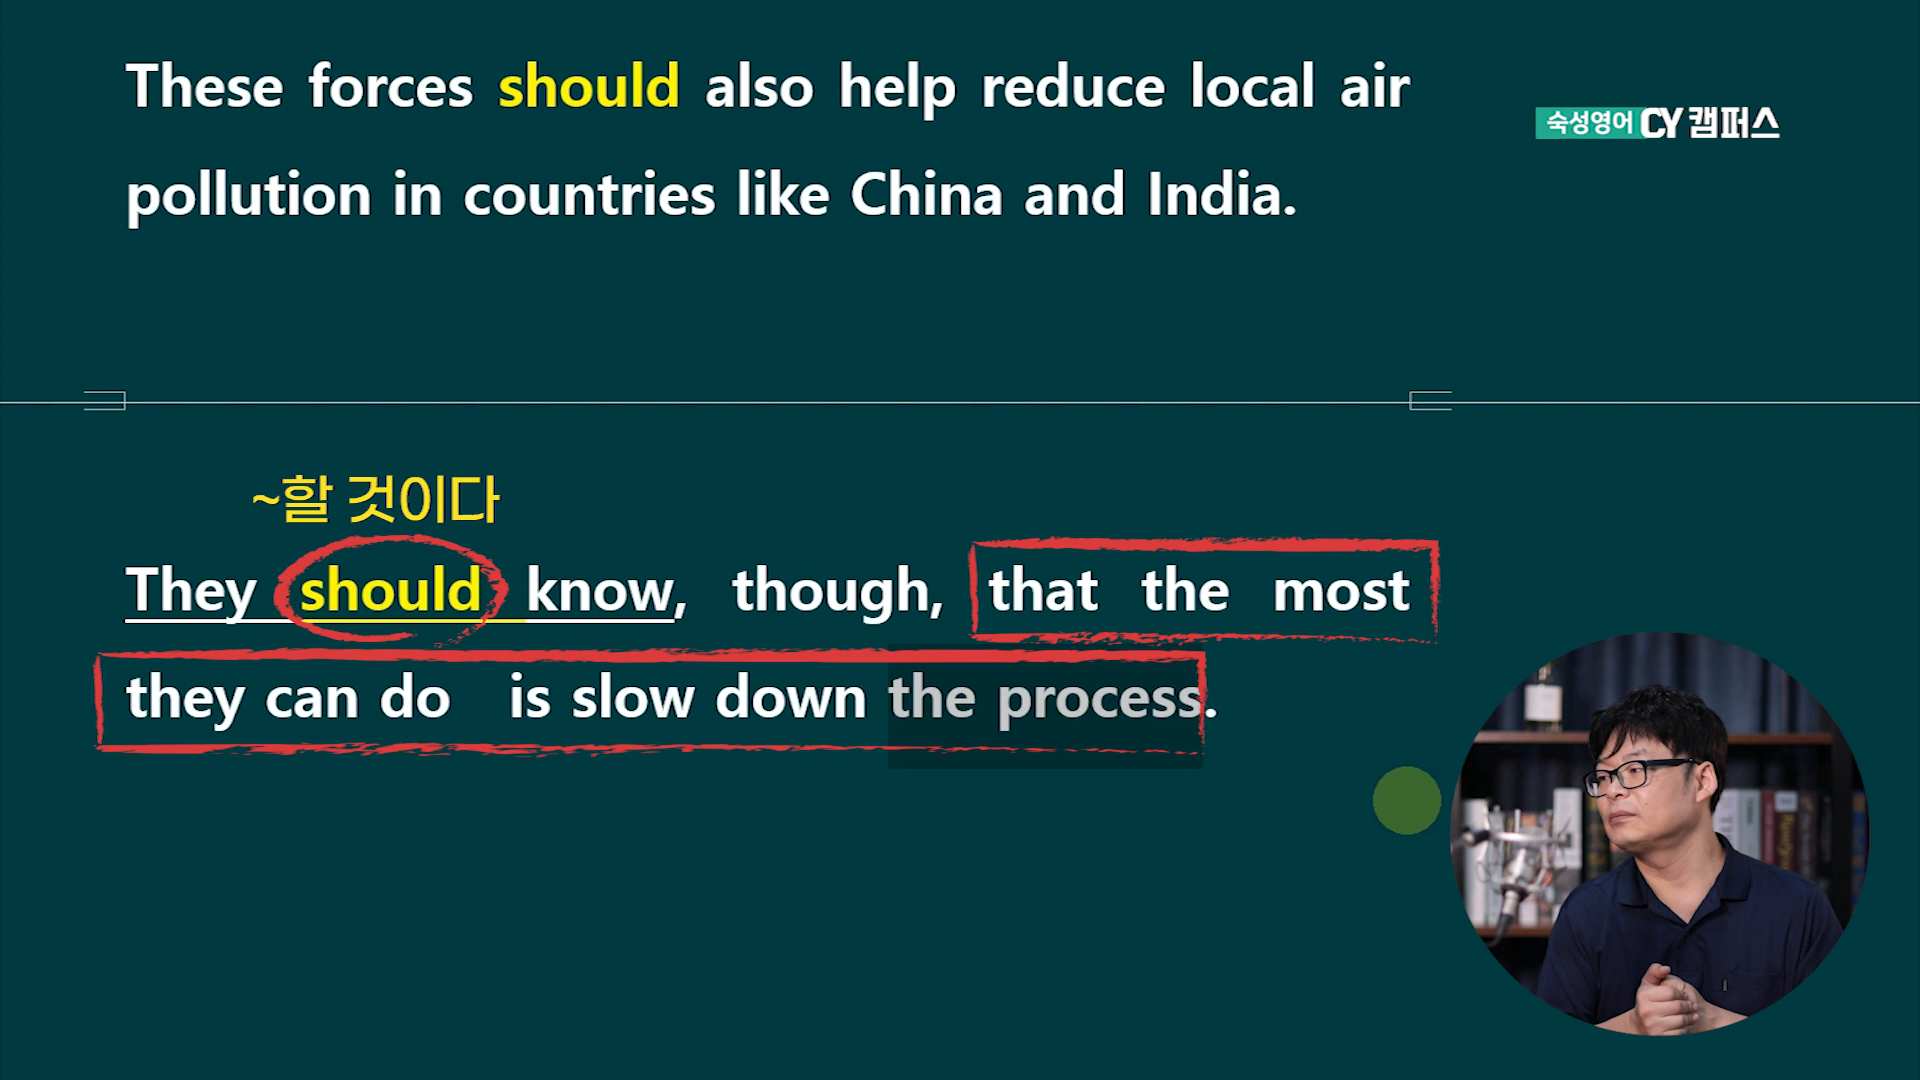 These forces should also help reduce local air
숙성영어 CY캠퍼스
pollution in countries like China and India.
~할 것이다
They should know, though, that the most
they can do is slow down the process.